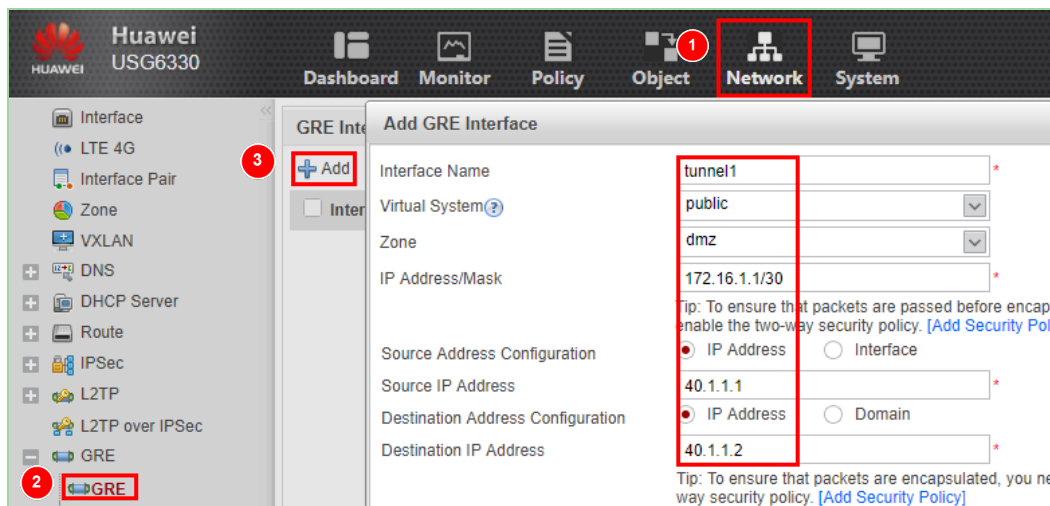 Huawei
USG6330
HUAWEI
Dashboard Monitor Policy Object 1 Network System
Interface
LTE 4G
Interface Pair
Zone
VXLAN
DNS
DHCP Server
Route
IPSec
L2TP
L2TP over IPSec
GRE
2 GRE
GRE Inte
3 Add
Inter
Add GRE Interface
Interface Name tunnel1 *
Virtual System ? public
Zone dmz
IP Address/Mask 172.16.1.1/30 *
Tip: To ensure that packets are passed before encap
enable the two-way security policy. [Add Security Pol
Source Address Configuration IP Address Interface
Source IP Address 40.1.1.1 *
Destination Address Configuration IP Address Domain
Destination IP Address 40.1.1.2 *
Tip: To ensure that packets are encapsulated, you ne
way security policy. [Add Security Policy]